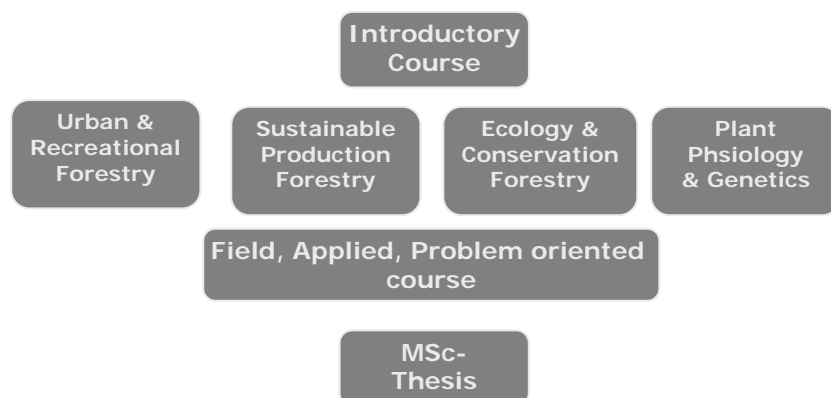 Introductory
Course
Urban &
Recreational
Forestry
Sustainable
Production
Forestry
Ecology &
Conservation
Forestry
Plant
Phsiology
& Genetics
Field, Applied, Problem oriented
course
MSc-
Thesis